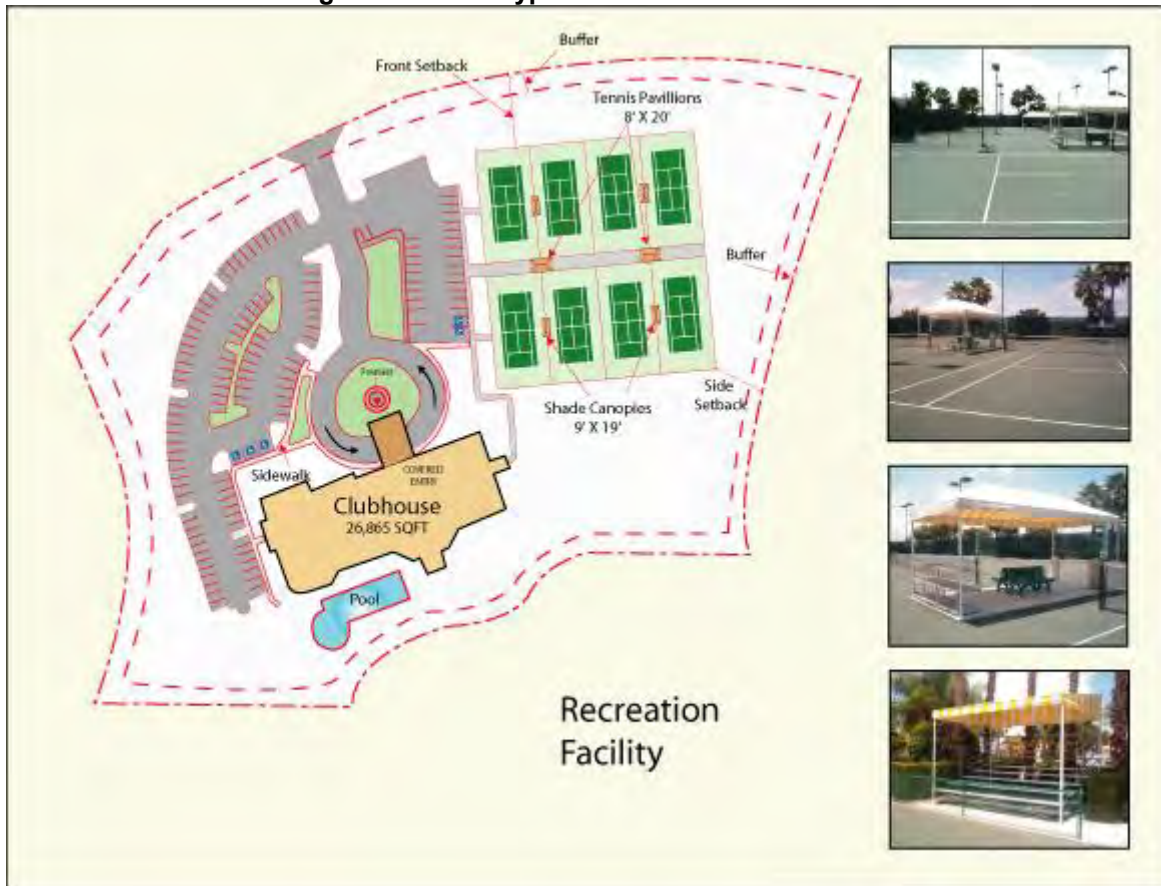 Buffer
Front Setback
Tennis Pavillions
8' X 20'
Buffer
Side
Setback
Shade Canopies
9' X 19'
Sidewalk
COVERED
ENTRY
Clubhouse
26,865 SQFT
Pool
Recreation
Facility